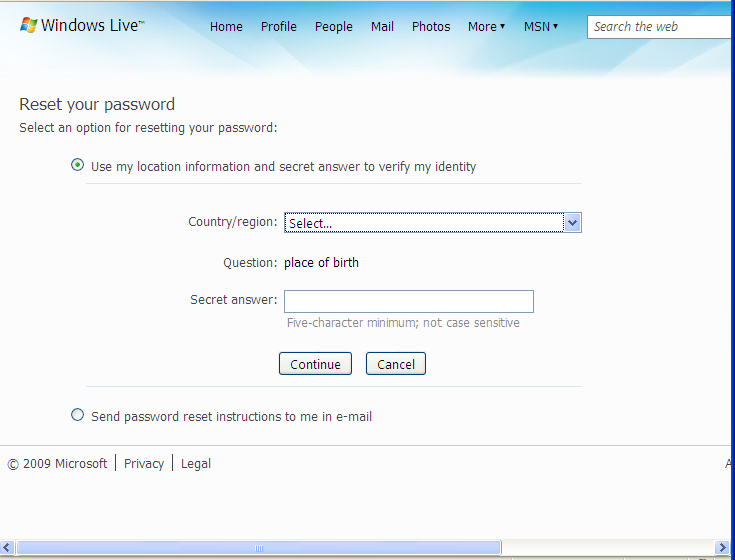 Windows Live™ Home Profile People Mail Photos More MSN Search the web
Reset your password
Select an option for resetting your password:
Use my location information and secret answer to verify my identity
Country/region: Select...
Question: place of birth
Secret answer:
Five-character minimum; not case sensitive
Continue Cancel
Send password reset instructions to me in e-mail
© 2009 Microsoft Privacy Legal